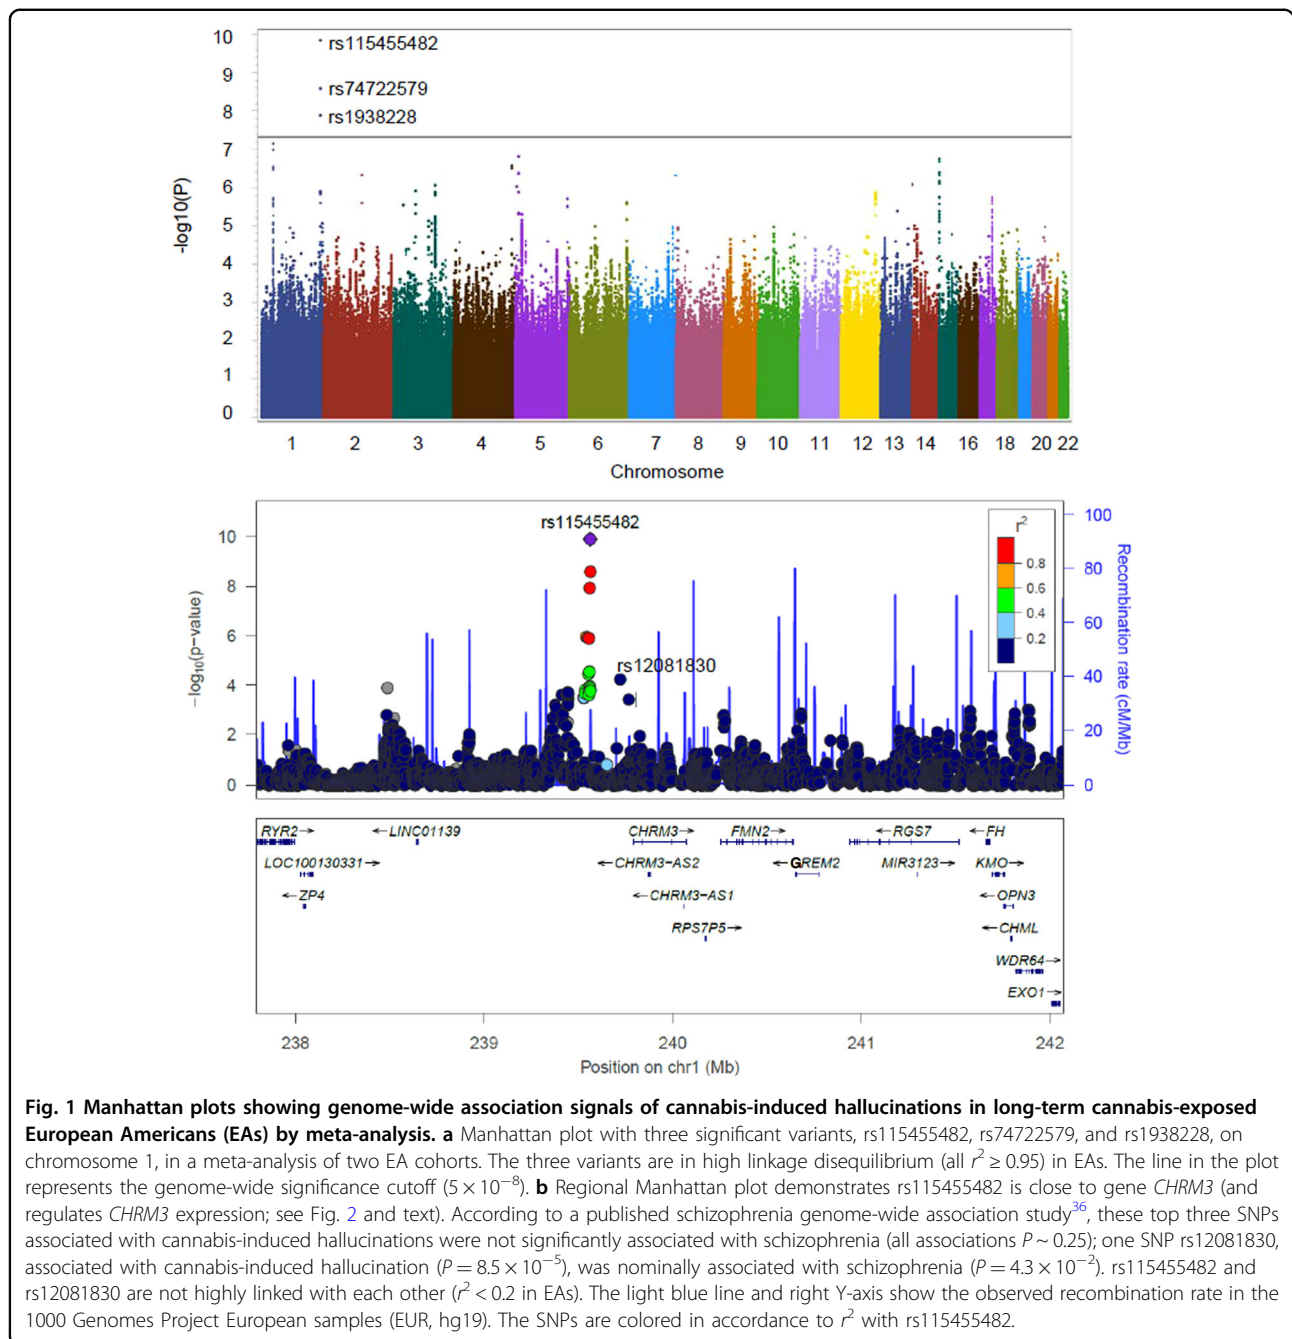 10
rs115455482
9
rs74722579
8
rs1938228
7
6
5
4
3
2
1
0
-log10(P)
1 2 3 4 5 6 7 8 9 10 11 12 13 14 16 18 20 22
Chromosome
rs115455482
rs12081830
r²
0.8
0.6
0.4
0.2
10
8
6
4
2
0
−log₁₀(p−value)
100
80
60
40
20
0
Recombination rate (cM/Mb)
RYR2→ ←LINC01139 CHRM3→ FMN2→ ←RGS7 ←FH
LOC100130331→ ←CHRM3−AS2 ←GREM2 MIR3123→ KMO→
←ZP4 ←CHRM3−AS1 ←OPN3
RPS7P5→ ←CHML
WDR64→
EXO1→
238 239 240 241 242
Position on chr1 (Mb)
Fig. 1 Manhattan plots showing genome-wide association signals of cannabis-induced hallucinations in long-term cannabis-exposed
European Americans (EAs) by meta-analysis. a Manhattan plot with three significant variants, rs115455482, rs74722579, and rs1938228, on
chromosome 1, in a meta-analysis of two EA cohorts. The three variants are in high linkage disequilibrium (all r² ≥ 0.95) in EAs. The line in the plot
represents the genome-wide significance cutoff (5 × 10⁻⁸). b Regional Manhattan plot demonstrates rs115455482 is close to gene CHRM3 (and
regulates CHRM3 expression; see Fig. 2 and text). According to a published schizophrenia genome-wide association study³⁶, these top three SNPs
associated with cannabis-induced hallucinations were not significantly associated with schizophrenia (all associations P ~ 0.25); one SNP rs12081830,
associated with cannabis-induced hallucination (P = 8.5 × 10⁻⁵), was nominally associated with schizophrenia (P = 4.3 × 10⁻²). rs115455482 and
rs12081830 are not highly linked with each other (r² < 0.2 in EAs). The light blue line and right Y-axis show the observed recombination rate in the
1000 Genomes Project European samples (EUR, hg19). The SNPs are colored in accordance to r² with rs115455482.